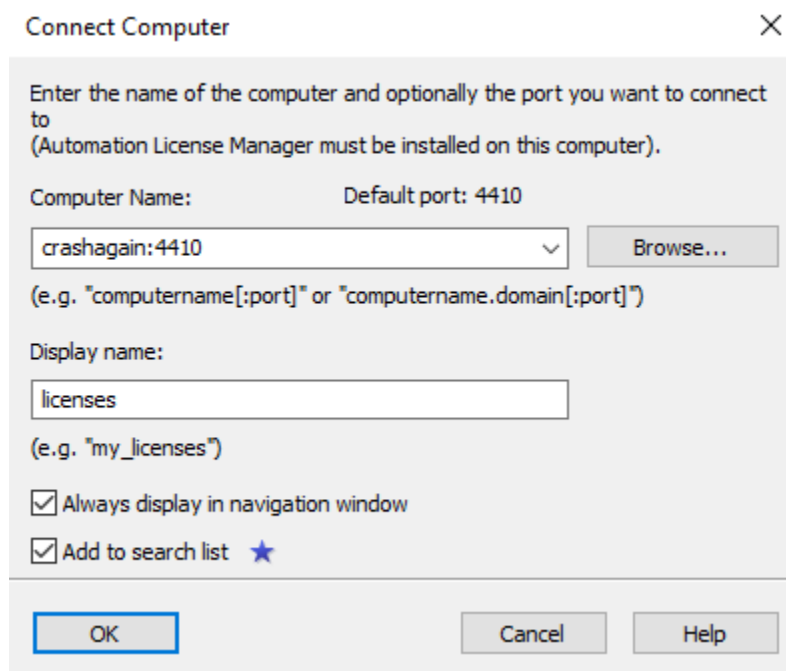 Connect Computer
Enter the name of the computer and optionally the port you want to connect
to
(Automation License Manager must be installed on this computer).
Computer Name: Default port: 4410
crashagain:4410 Browse...
(e.g. "computername[:port]" or "computername.domain[:port]")
Display name:
licenses
(e.g. "my_licenses")
Always display in navigation window
Add to search list
OK Cancel Help